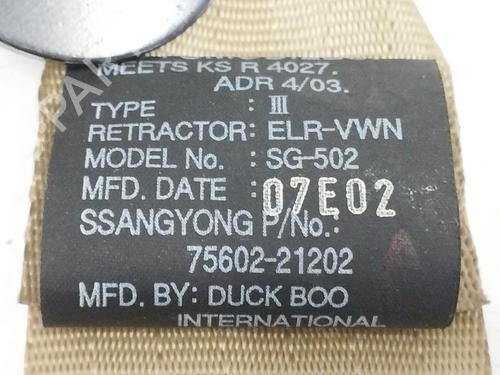 MEETS KS R 4027.
ADR 4/03.
TYPE : III
RETRACTOR: ELR-VWN
MODEL No. : SG-502
MFD. DATE : 07E02
SSANGYONG P/No.:
75602-21202
MFD. BY: DUCK BOO
INTERNATIONAL